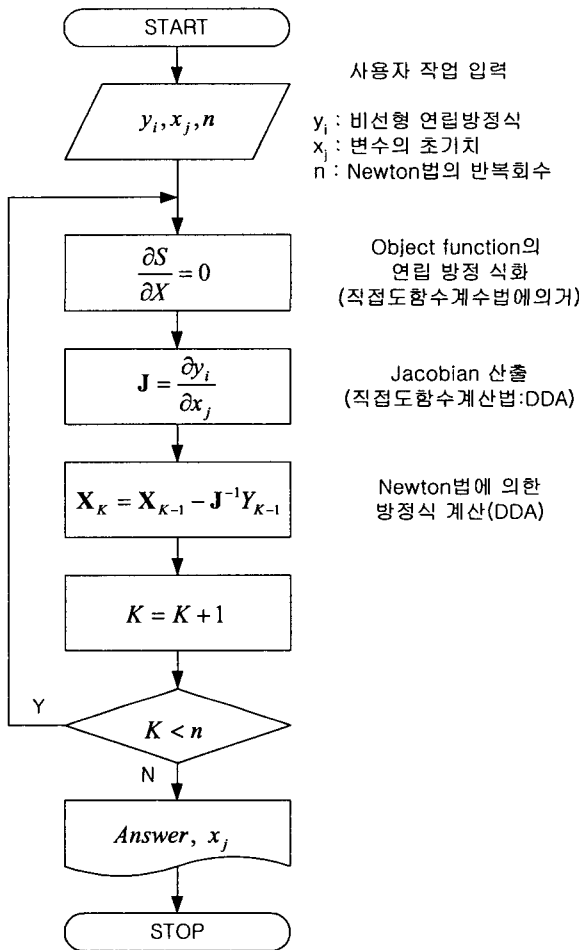 START
사용자 작업 입력
y_i, x_j, n
y_i : 비선형 연립방정식
x_j : 변수의 초기치
n : Newton법의 반복회수
∂S/∂X = 0
Object function의
연립 방정 식화
(직접도함수계수법에의거)
J = ∂y_i/∂x_j
Jacobian 산출
(직접도함수계산법:DDA)
X_K = X_{K-1} − J^{-1}Y_{K-1}
Newton법에 의한
방정식 계산(DDA)
K = K + 1
Y
K < n
N
Answer, x_j
STOP